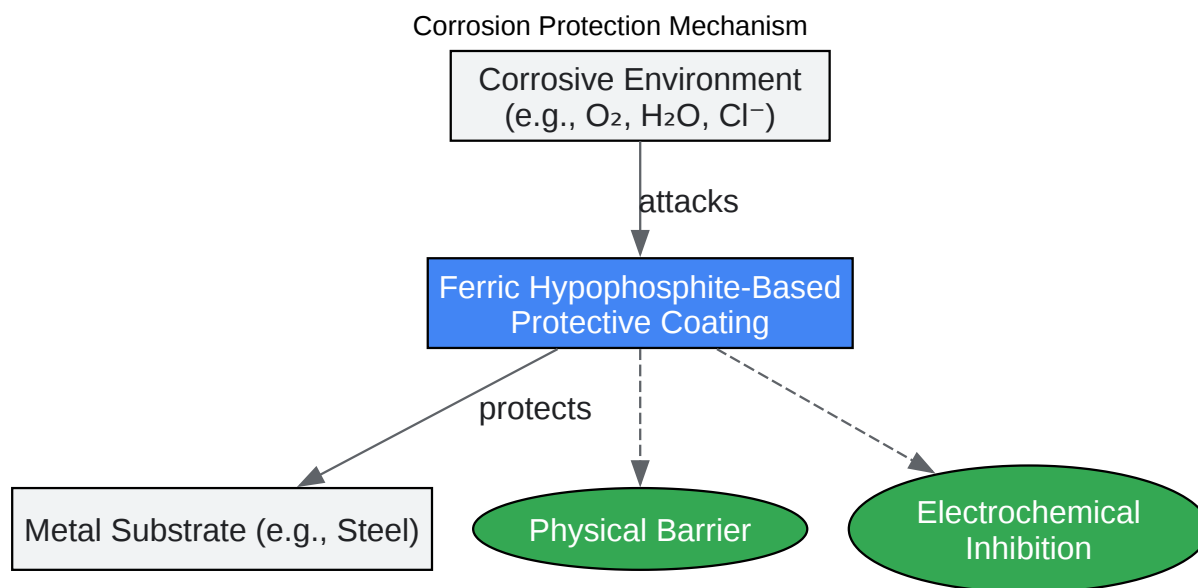 Corrosion Protection Mechanism
Corrosive Environment
(e.g., O₂, H₂O, Cl⁻)
attacks
Ferric Hypophosphite-Based
Protective Coating
protects
Metal Substrate (e.g., Steel)
Physical Barrier
Electrochemical
Inhibition